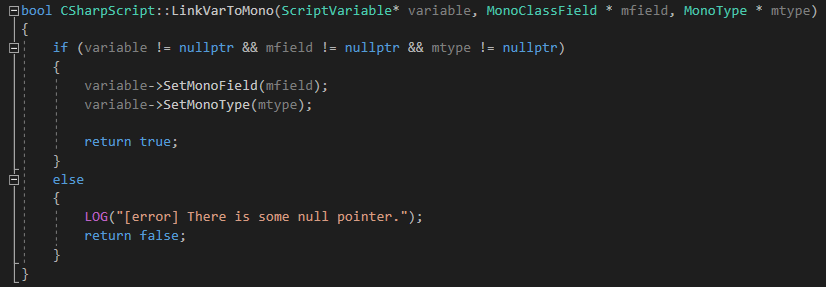 bool CSharpScript::LinkVarToMono(ScriptVariable* variable, MonoClassField * mfield, MonoType * mtype)
{
    if (variable != nullptr && mfield != nullptr && mtype != nullptr)
    {
        variable->SetMonoField(mfield);
        variable->SetMonoType(mtype);

        return true;
    }
    else
    {
        LOG("[error] There is some null pointer.");
        return false;
    }
}